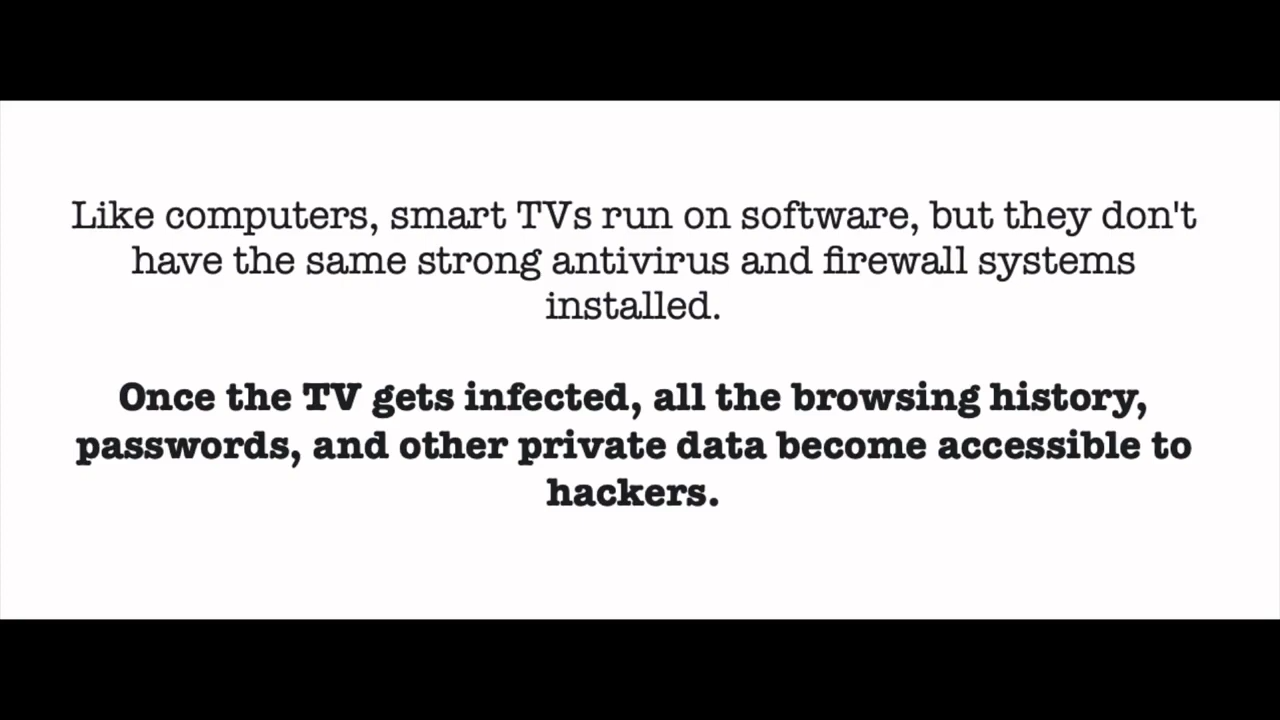 Like computers, smart TVs run on software, but they don't
have the same strong antivirus and firewall systems
installed.
Once the TV gets infected, all the browsing history,
passwords, and other private data become accessible to
hackers.